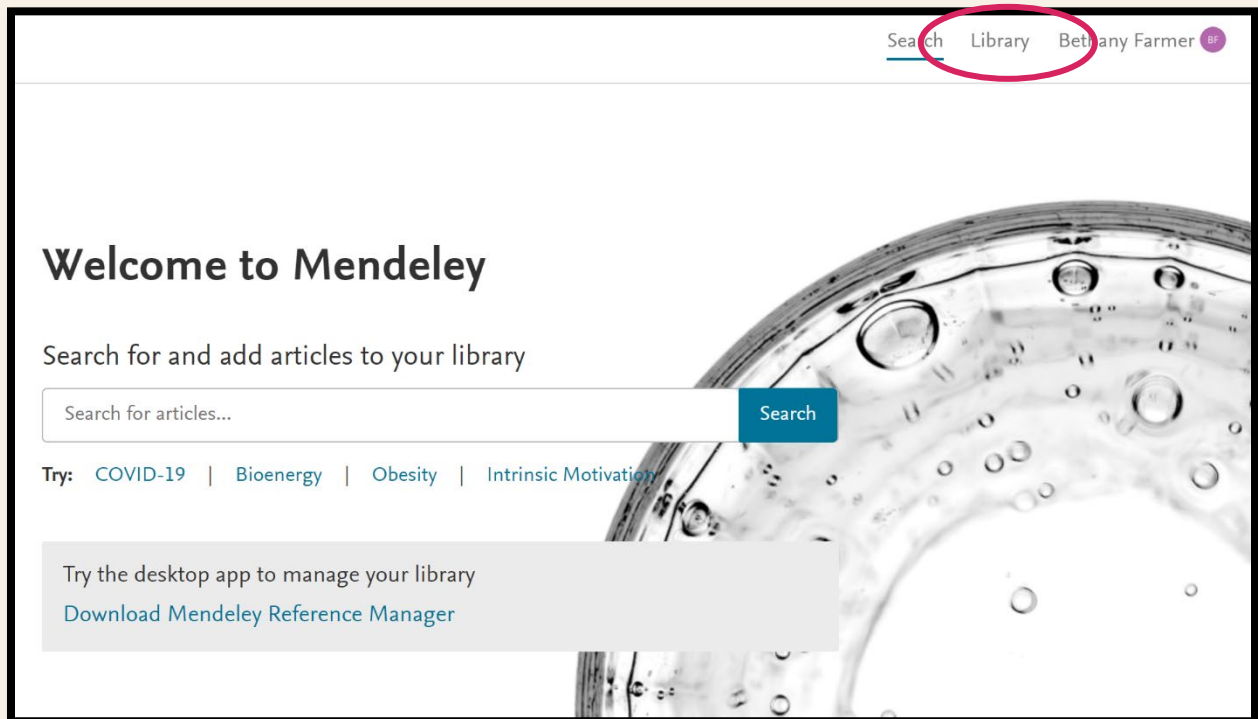 Search Library Bethany Farmer BF
Welcome to Mendeley
Search for and add articles to your library
Search for articles... Search
Try: COVID-19 | Bioenergy | Obesity | Intrinsic Motivation
Try the desktop app to manage your library
Download Mendeley Reference Manager